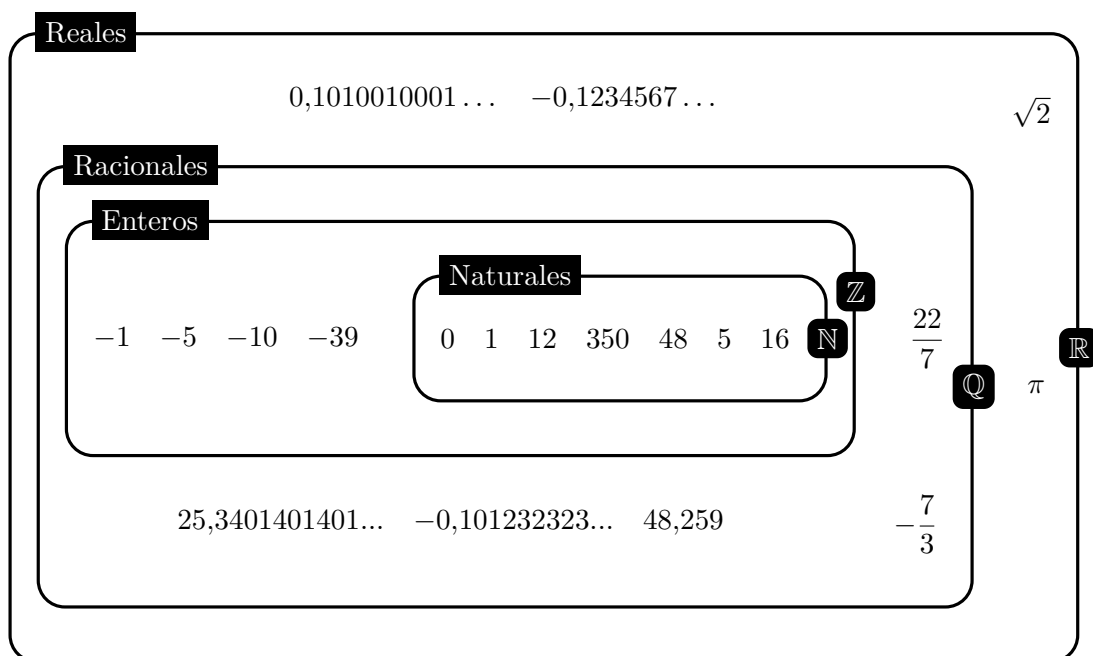 Reales
0,1010010001… −0,1234567…
√2
Racionales
Enteros
Naturales
ℤ
−1 −5 −10 −39 0 1 12 350 48 5 16 ℕ
22/7
ℝ
ℚ π
25,3401401401... −0,101232323... 48,259
−7/3